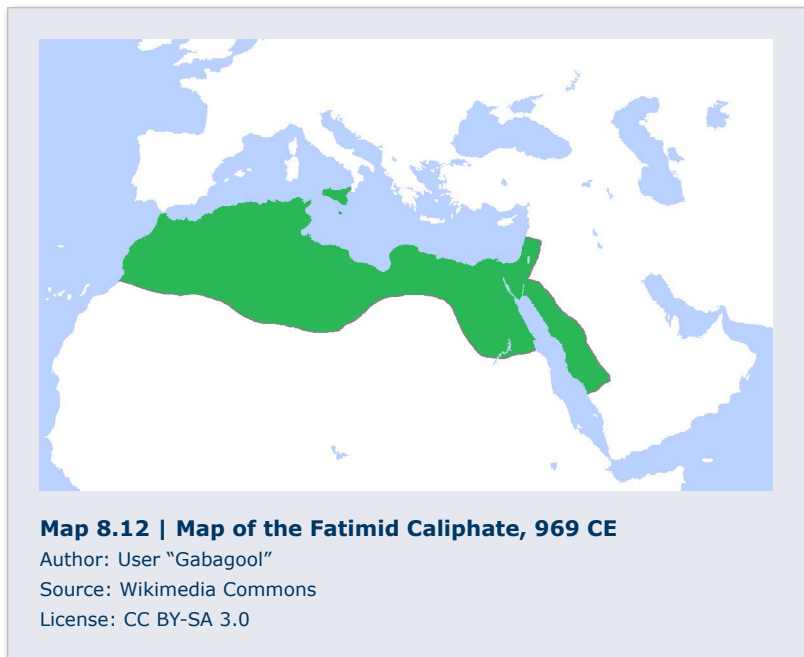 Map 8.12 | Map of the Fatimid Caliphate, 969 CE
Author: User “Gabagool”
Source: Wikimedia Commons
License: CC BY-SA 3.0